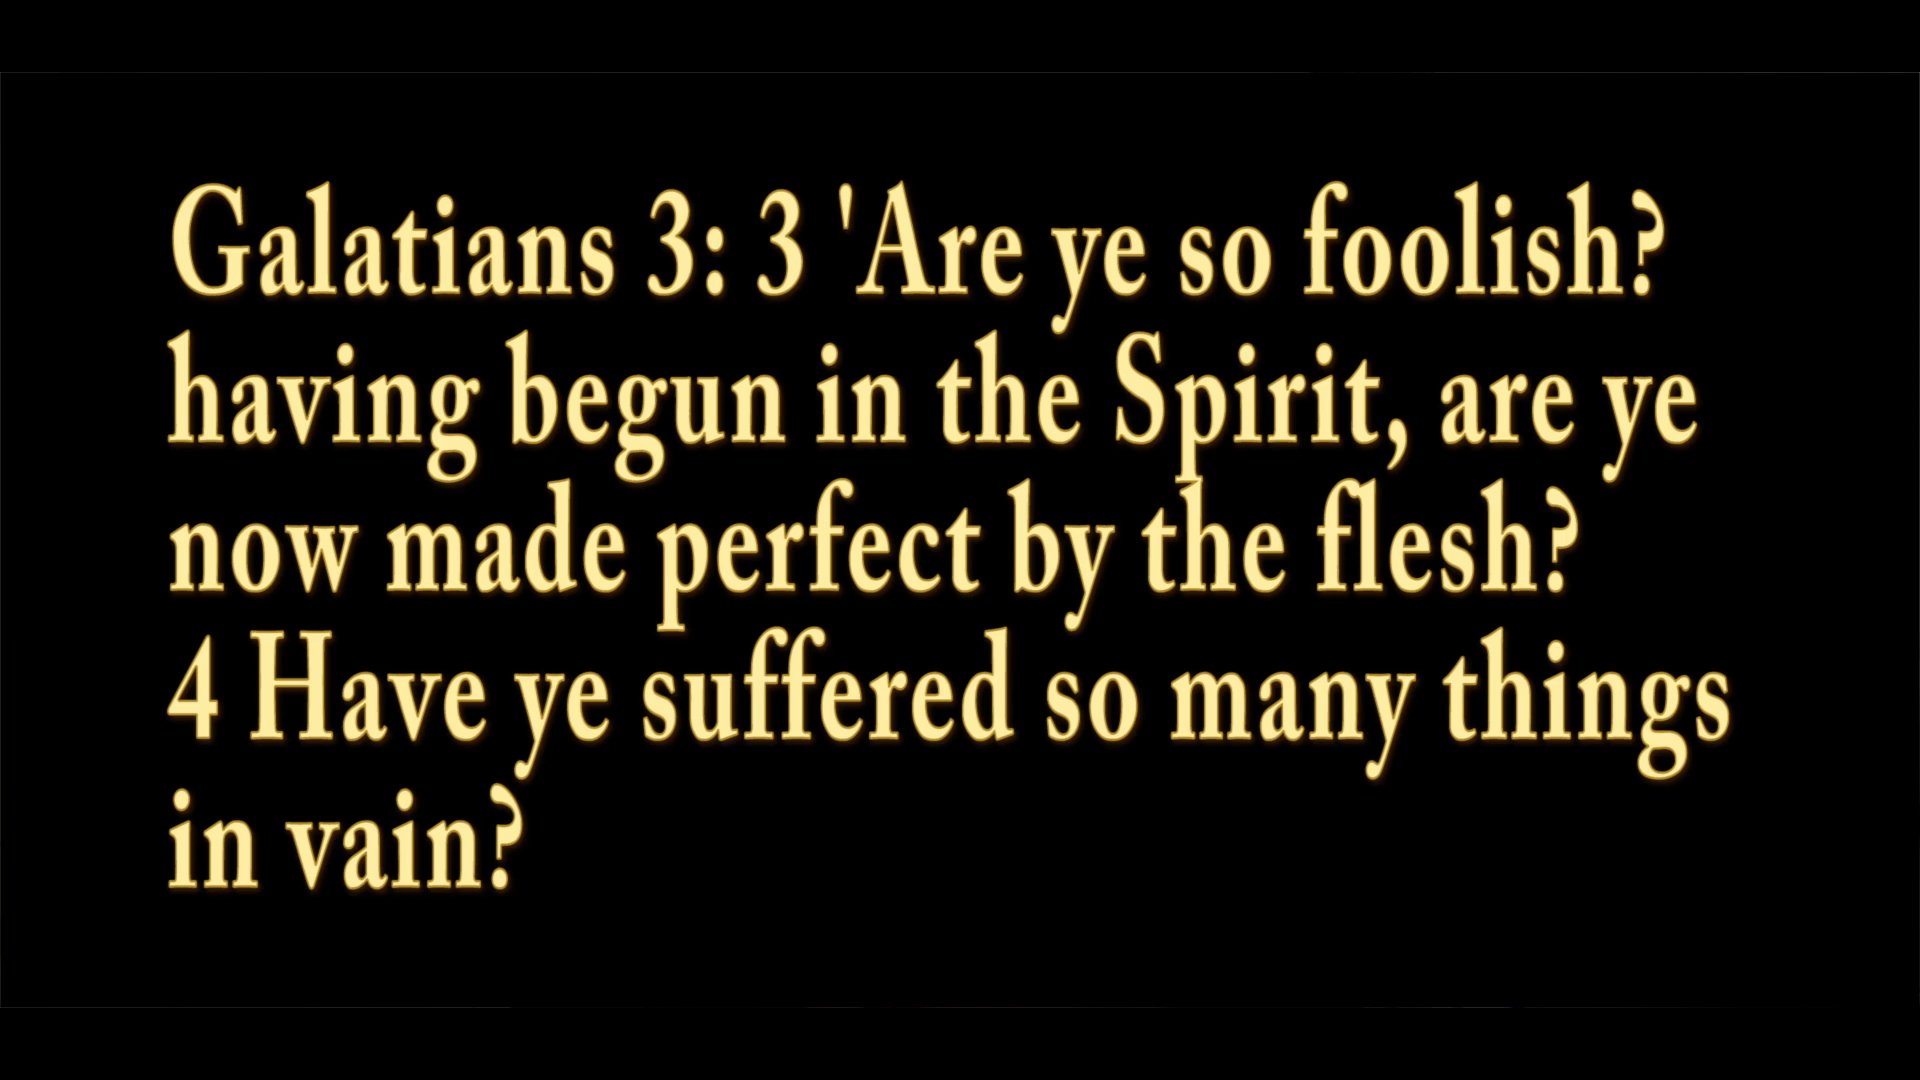 Galatians 3: 3 'Are ye so foolish?
having begun in the Spirit, are ye
now made perfect by the flesh?
4 Have ye suffered so many things
in vain?